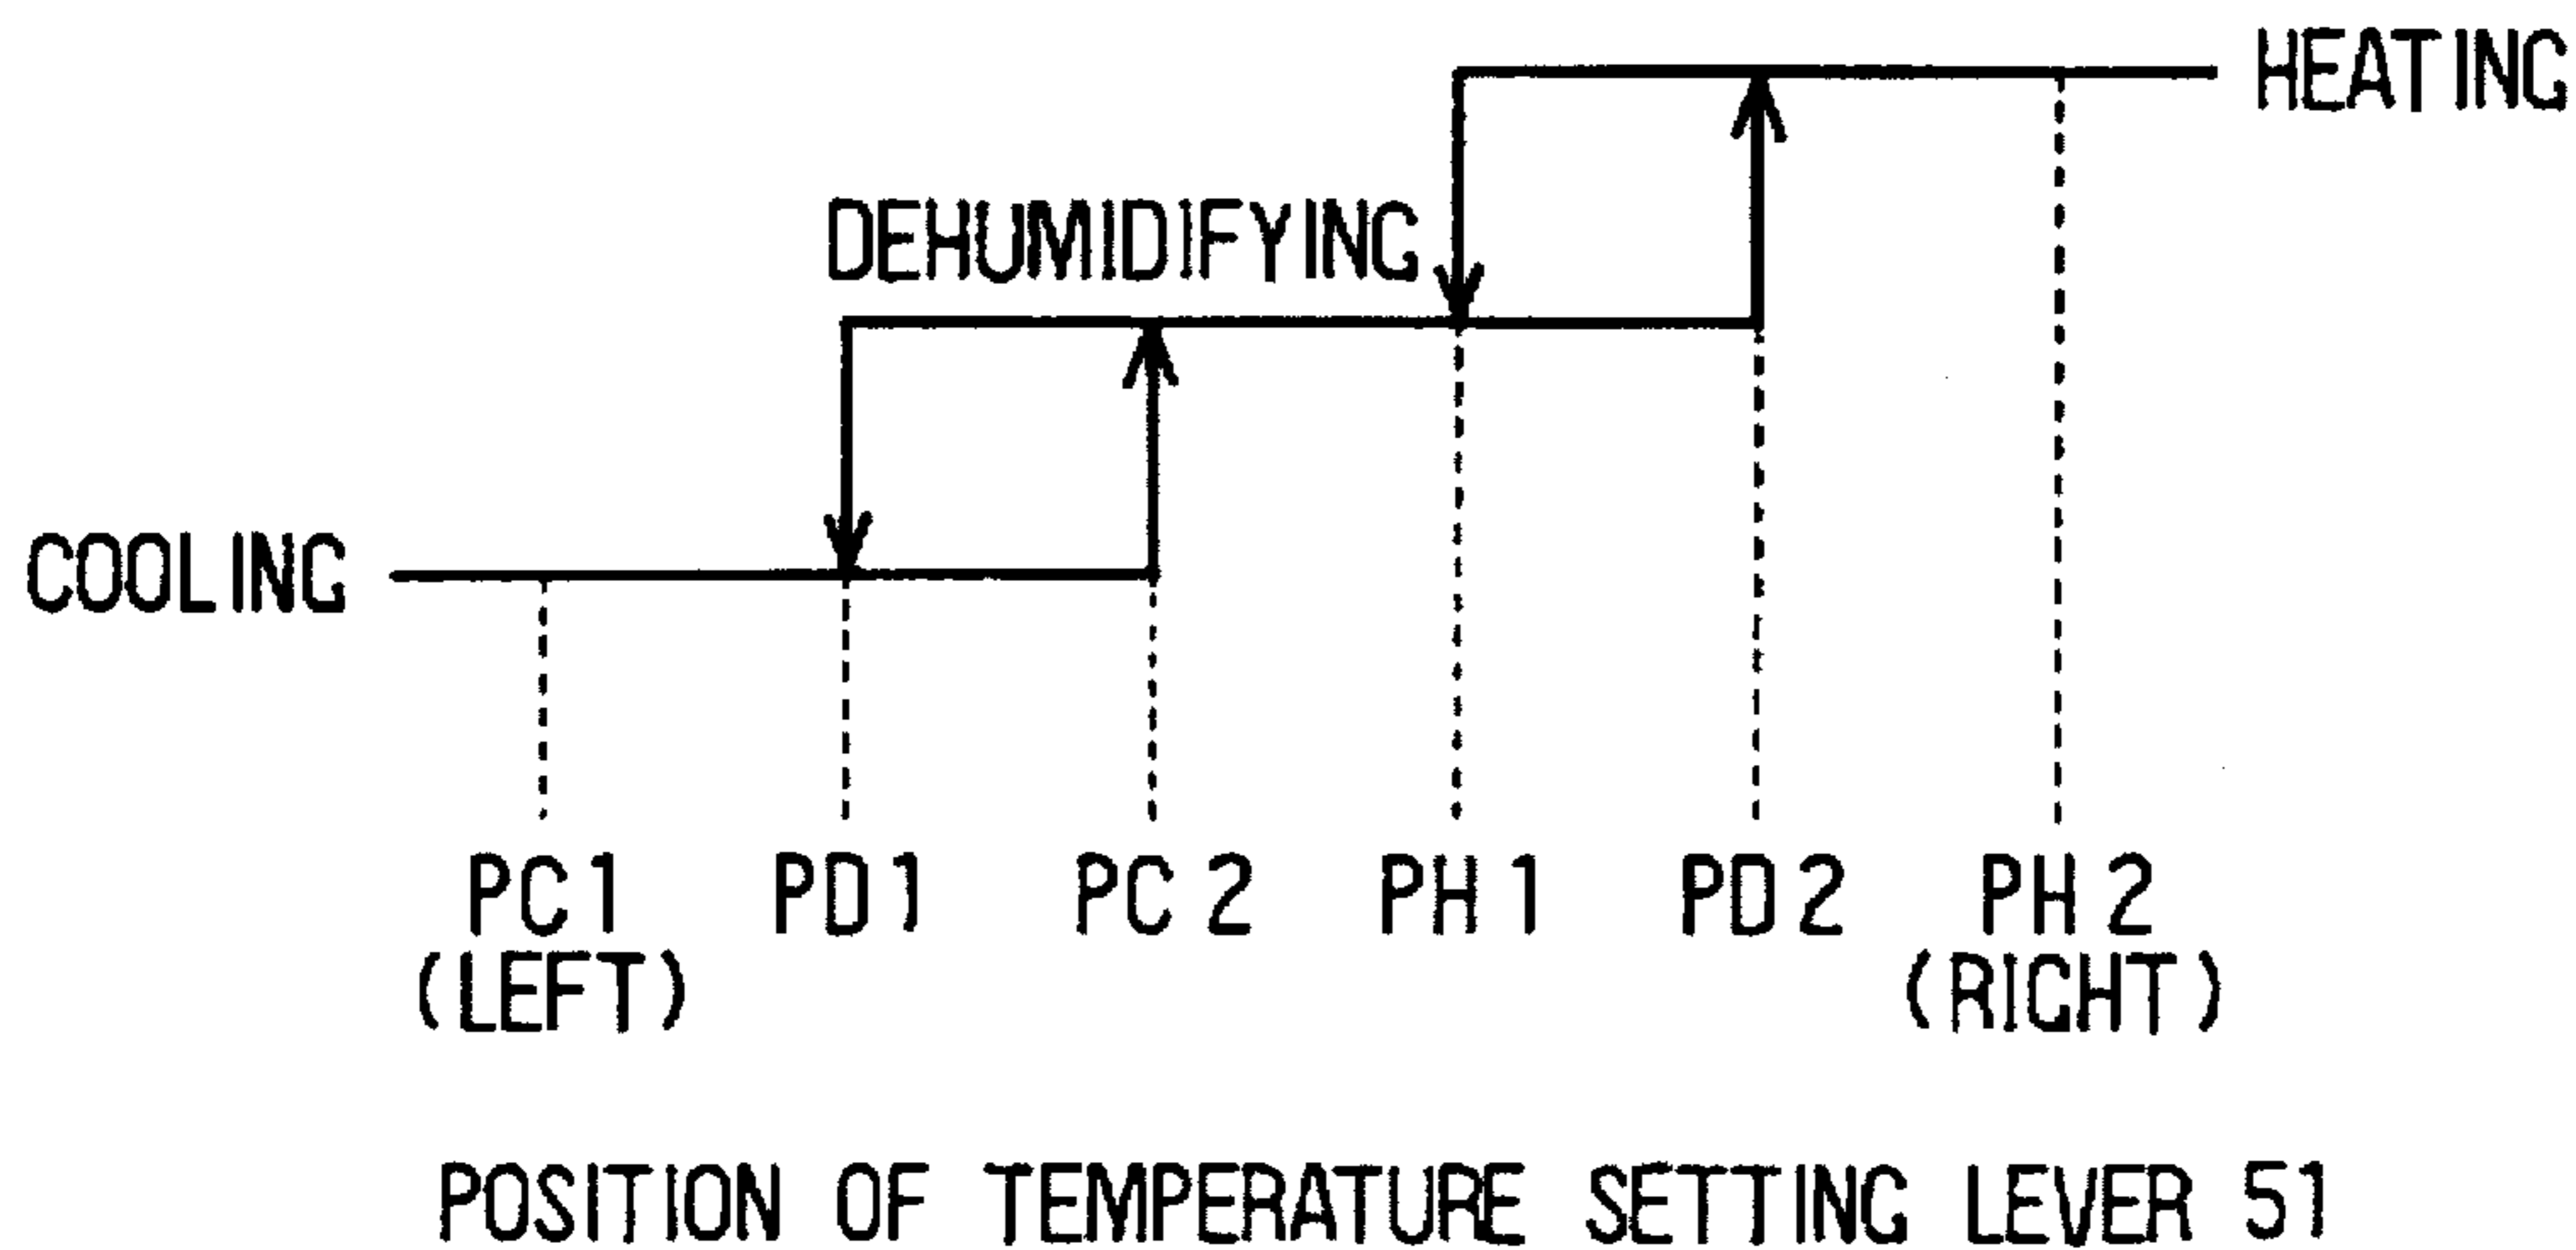 HEATING
DEHUMIDIFYING
COOLING
PC1 PD1 PC2 PH1 PD2 PH2
(LEFT) (RIGHT)
POSITION OF TEMPERATURE SETTING LEVER 51